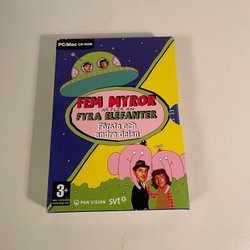 PC/Mac CD-ROM
FEM MYROR
ÄR FLER ÄN
FYRA ELEFANTER
Första och
andra delen
3+
PAN VISION svt